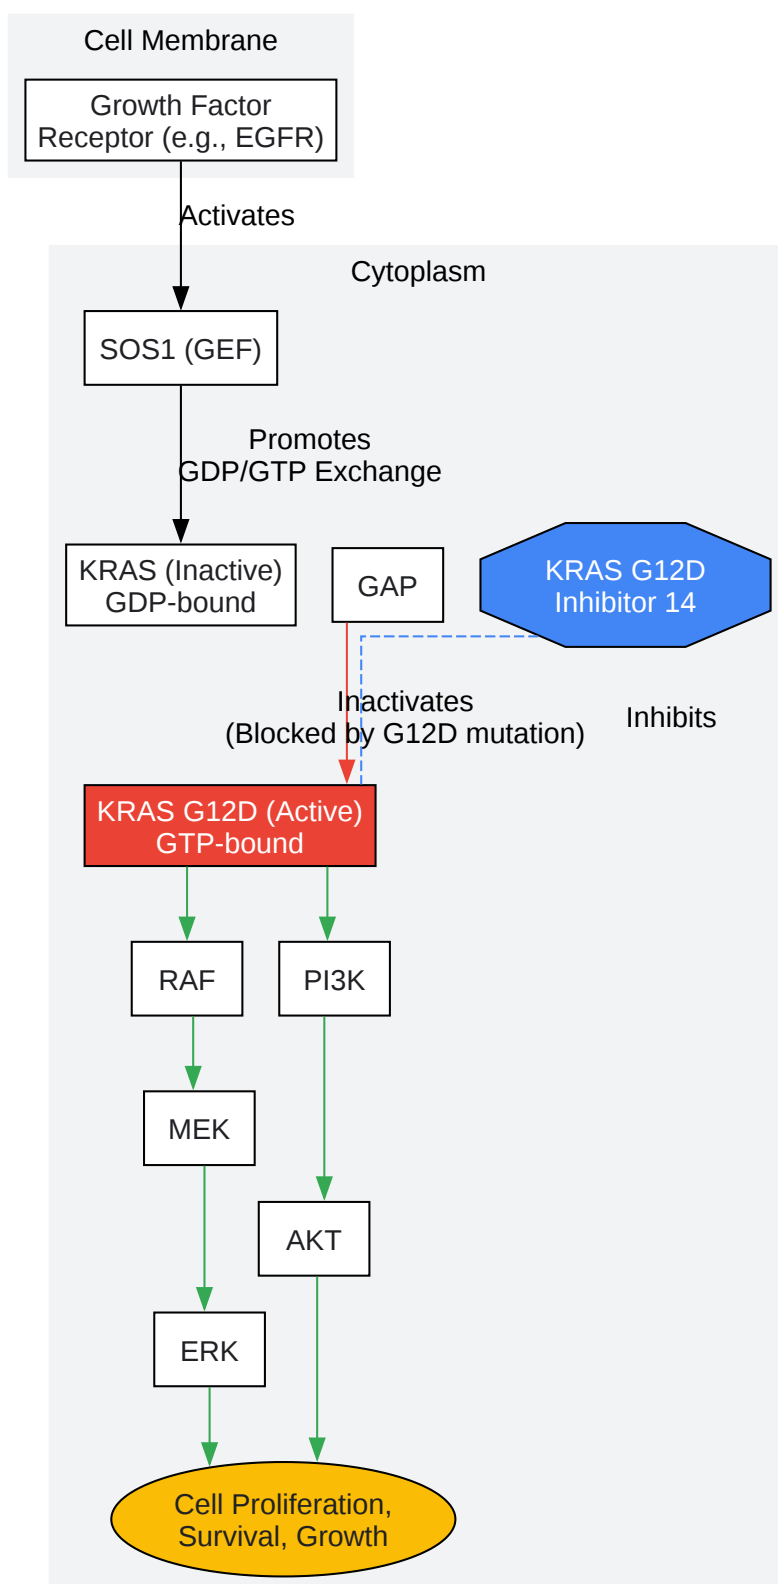 Cell Membrane
Growth Factor
Receptor (e.g., EGFR)
Activates
Cytoplasm
SOS1 (GEF)
Promotes
GDP/GTP Exchange
KRAS (Inactive)
GDP-bound
GAP
KRAS G12D
Inhibitor 14
Inactivates
(Blocked by G12D mutation)
Inhibits
KRAS G12D (Active)
GTP-bound
RAF
PI3K
MEK
AKT
ERK
Cell Proliferation,
Survival, Growth